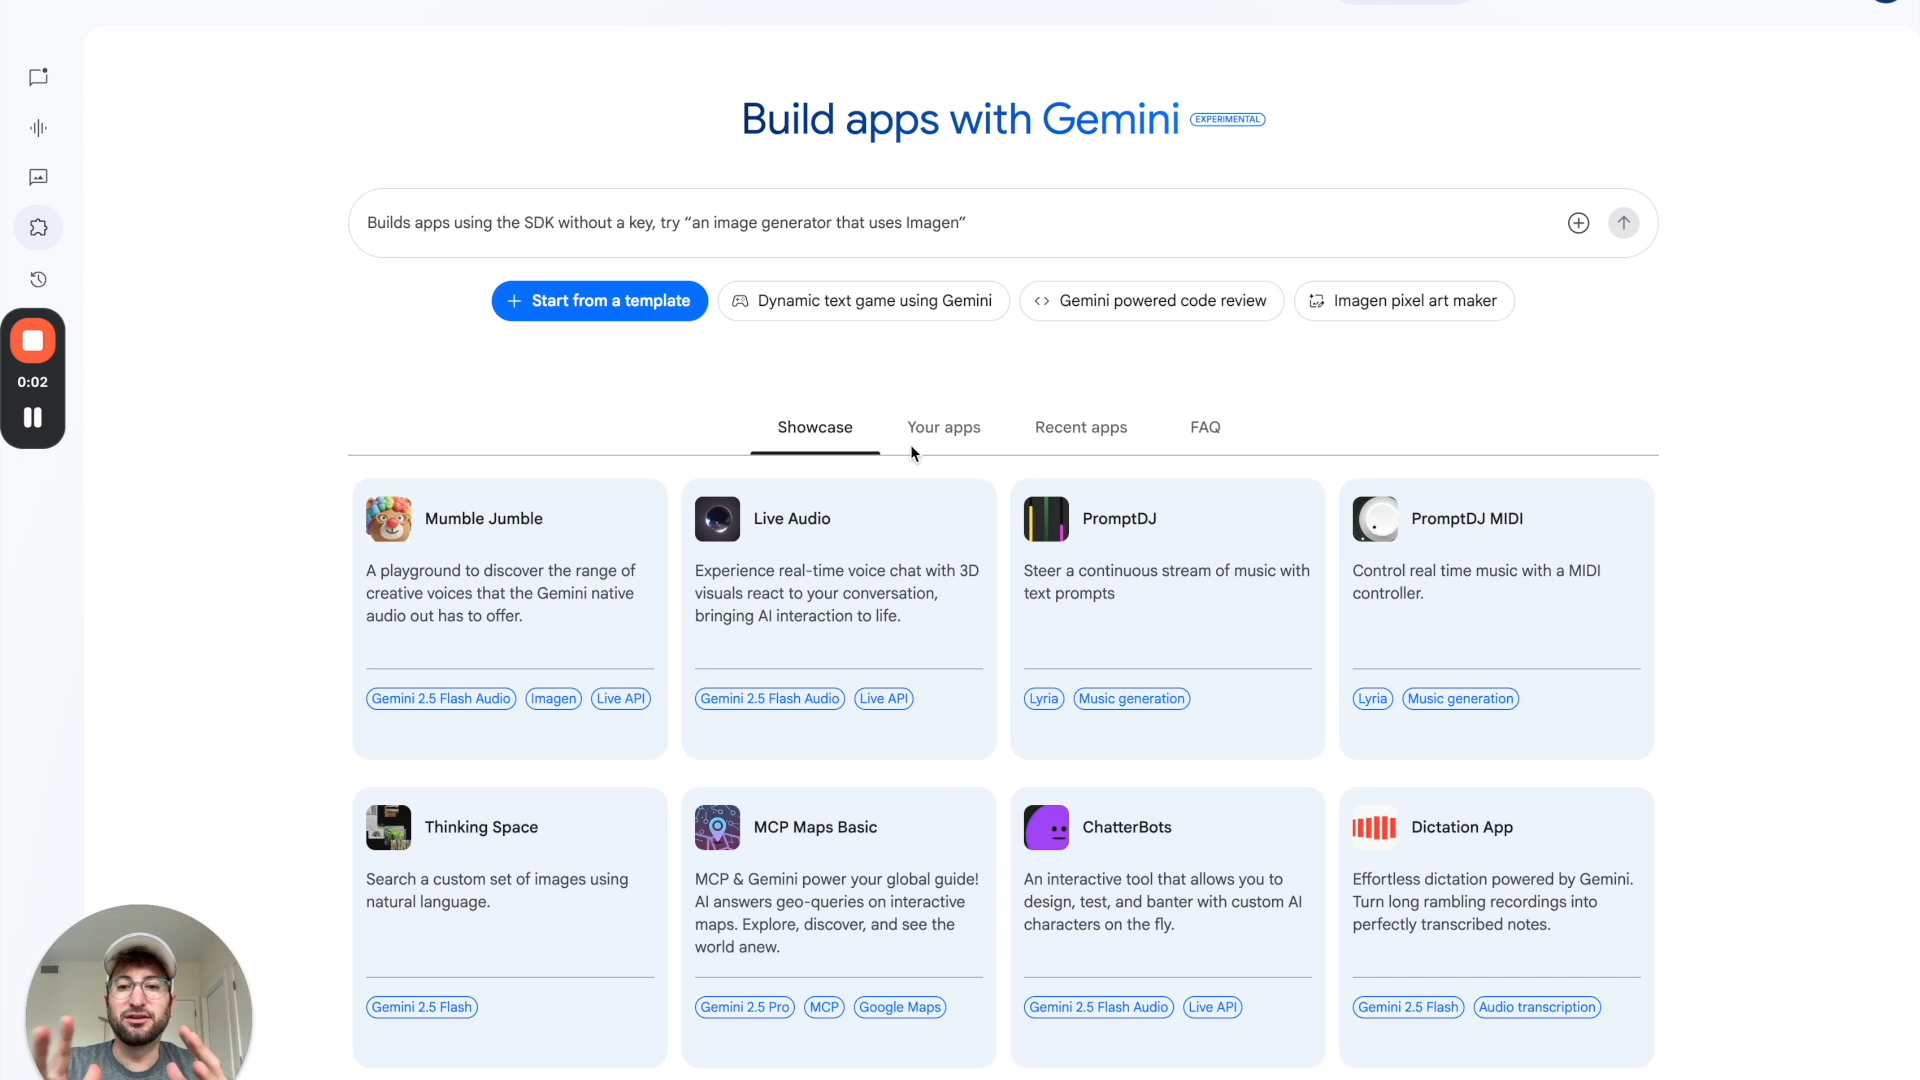 Build apps with Gemini EXPERIMENTAL
Builds apps using the SDK without a key, try “an image generator that uses Imagen”
Start from a template
Dynamic text game using Gemini
Gemini powered code review
Imagen pixel art maker
0:02
Showcase
Your apps
Recent apps
FAQ
Mumble Jumble
A playground to discover the range of
creative voices that the Gemini native
audio out has to offer.
Gemini 2.5 Flash Audio
Imagen
Live API
Live Audio
Experience real-time voice chat with 3D
visuals react to your conversation,
bringing AI interaction to life.
Gemini 2.5 Flash Audio
Live API
PromptDJ
Steer a continuous stream of music with
text prompts
Lyria
Music generation
PromptDJ MIDI
Control real time music with a MIDI
controller.
Lyria
Music generation
Thinking Space
Search a custom set of images using
natural language.
Gemini 2.5 Flash
MCP Maps Basic
MCP & Gemini power your global guide!
AI answers geo-queries on interactive
maps. Explore, discover, and see the
world anew.
Gemini 2.5 Pro
MCP
Google Maps
ChatterBots
An interactive tool that allows you to
design, test, and banter with custom AI
characters on the fly.
Gemini 2.5 Flash Audio
Live API
Dictation App
Effortless dictation powered by Gemini.
Turn long rambling recordings into
perfectly transcribed notes.
Gemini 2.5 Flash
Audio transcription